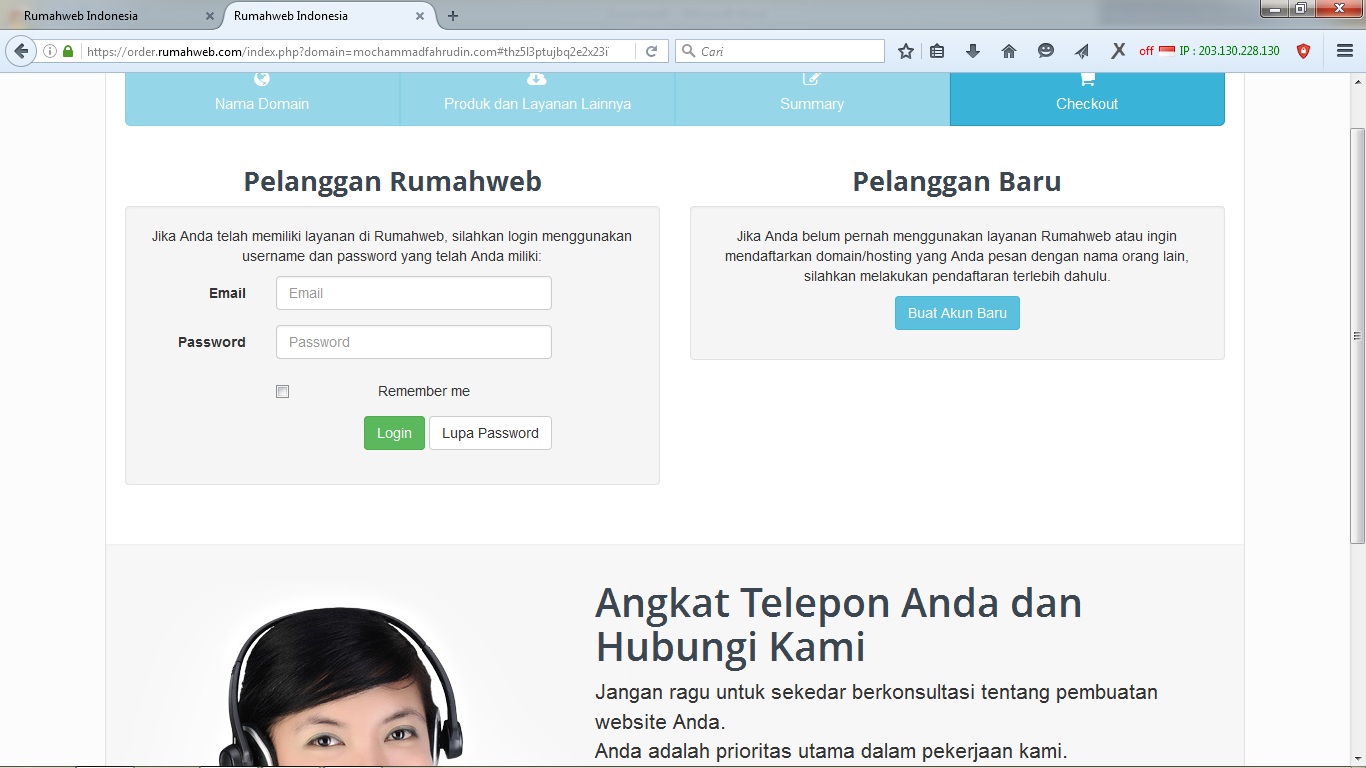 Rumahweb Indonesia
Rumahweb Indonesia
https://order.rumahweb.com/index.php?domain=mochammadfahrudin.com#thz5l3ptujbq2e2x23i
Cari
off IP : 203.130.228.130
Nama Domain
Produk dan Layanan Lainnya
Summary
Checkout
Pelanggan Rumahweb
Jika Anda telah memiliki layanan di Rumahweb, silahkan login menggunakan
username dan password yang telah Anda miliki:
Email
Email
Password
Password
Remember me
Login
Lupa Password
Pelanggan Baru
Jika Anda belum pernah menggunakan layanan Rumahweb atau ingin
mendaftarkan domain/hosting yang Anda pesan dengan nama orang lain,
silahkan melakukan pendaftaran terlebih dahulu.
Buat Akun Baru
Angkat Telepon Anda dan
Hubungi Kami
Jangan ragu untuk sekedar berkonsultasi tentang pembuatan
website Anda.
Anda adalah prioritas utama dalam pekerjaan kami.